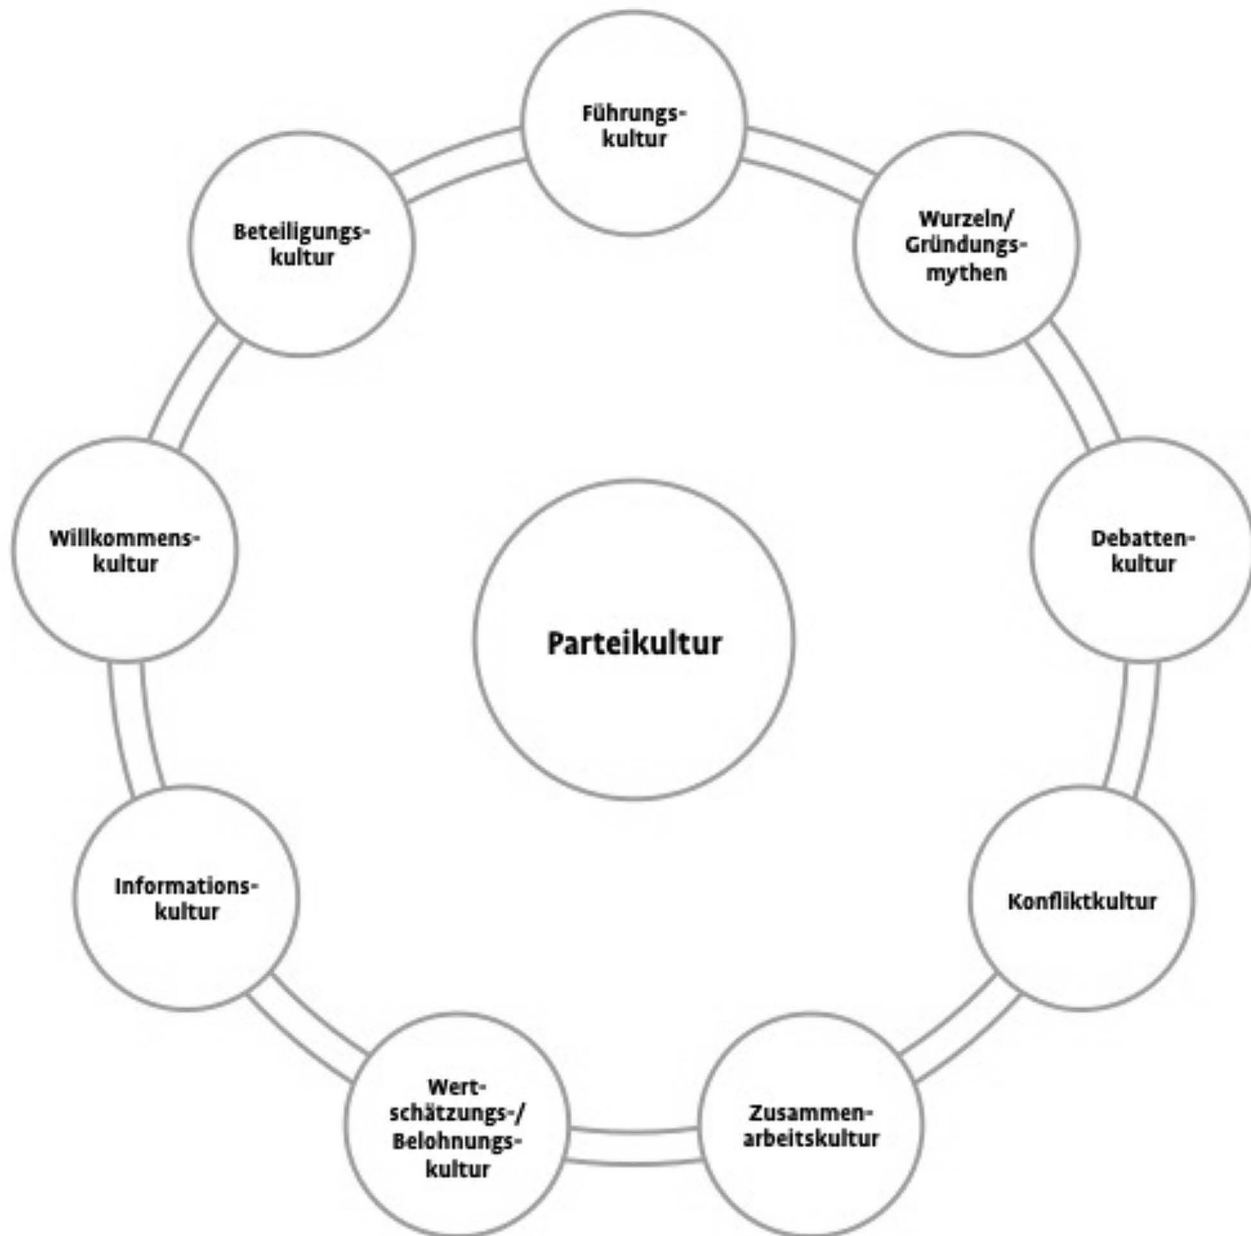 Führungs-
kultur
Wurzeln/
Gründungs-
mythen
Debatten-
kultur
Konfliktkultur
Zusammen-
arbeitskultur
Wert-
schätzungs-/
Belohnungs-
kultur
Informations-
kultur
Willkommens-
kultur
Beteiligungs-
kultur
Parteikultur